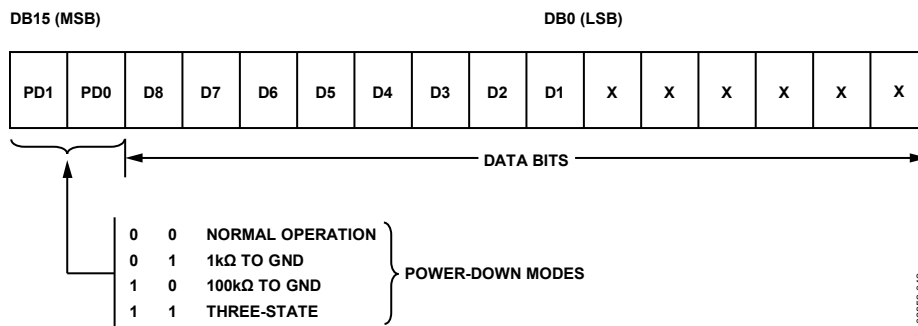 DB15 (MSB) DB0 (LSB)
PD1 PD0 D8 D7 D6 D5 D4 D3 D2 D1 X X X X X X
DATA BITS
0 0 NORMAL OPERATION
0 1 1kΩ TO GND
1 0 100kΩ TO GND
1 1 THREE-STATE
POWER-DOWN MODES